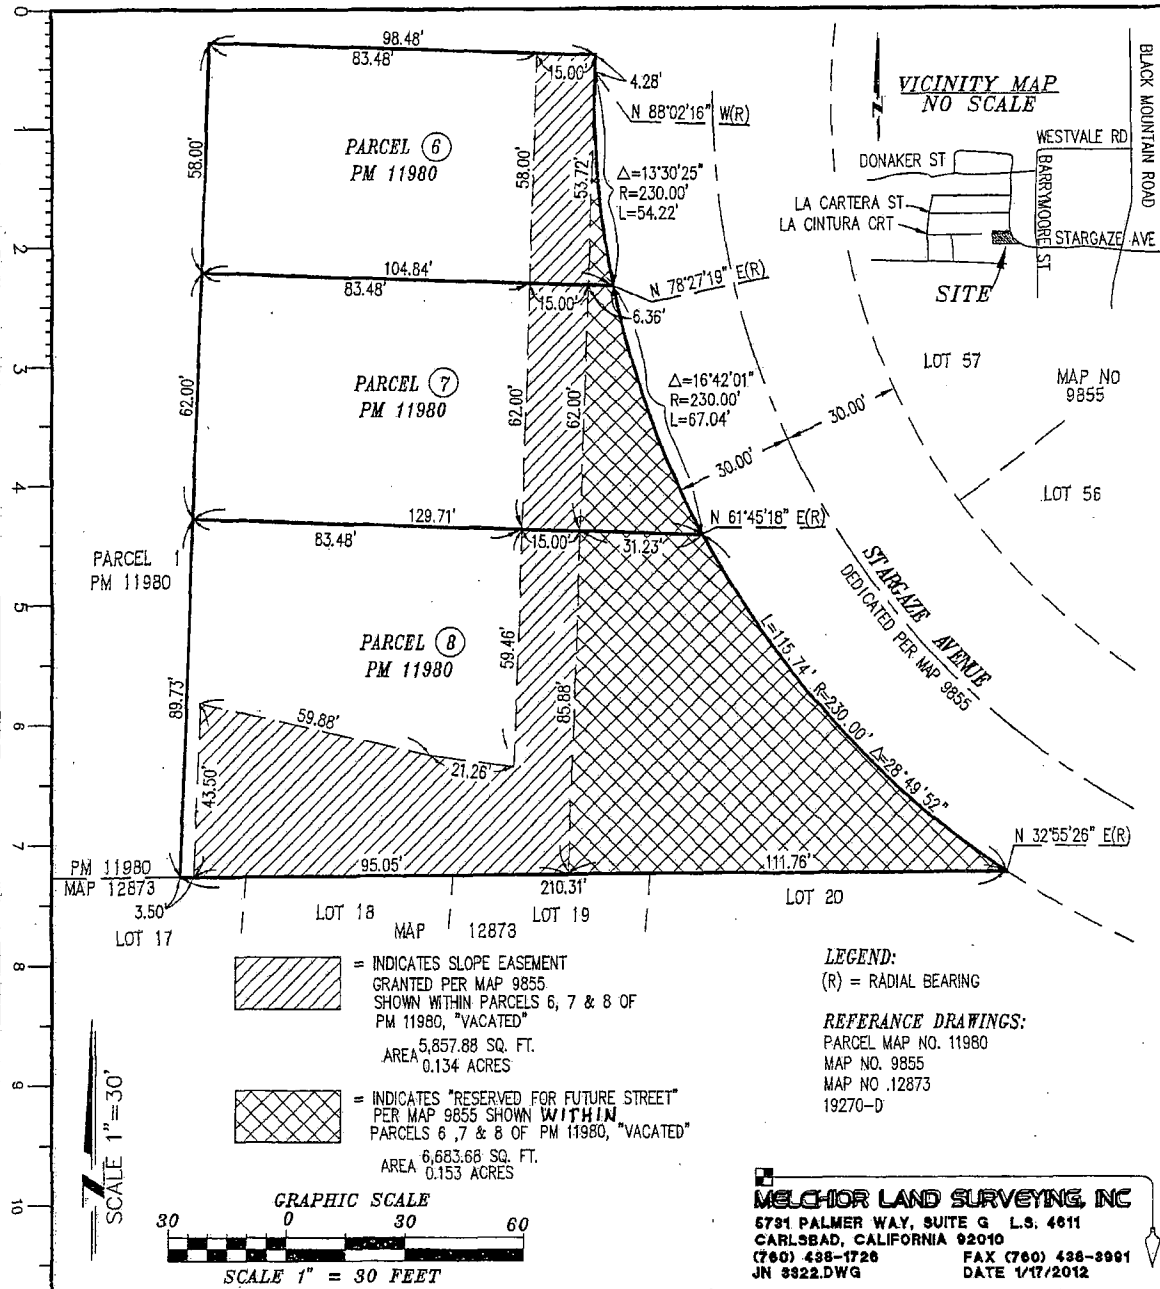 0
1
2
3
4
5
6
7
8
9
10
98.48'
83.48'
15.00'
4.28'
N 88°02'16" W(R)
58.00'
PARCEL 6
PM 11980
58.00'
53.72'
Δ=13°30'25"
R=230.00'
L=54.22'
104.84'
83.48'
15.00'
N 78°27'19" E(R)
6.36'
62.00'
PARCEL 7
PM 11980
62.00'
62.00'
Δ=16°42'01"
R=230.00'
L=67.04'
30.00'
30.00'
129.71'
83.48'
15.00'
31.23'
N 61°45'18" E(R)
PARCEL 1
PM 11980
PARCEL 8
PM 11980
89.73'
59.46'
85.88'
59.88'
21.26'
43.50'
L=115.74' R=230.00' Δ=28°49'52"
STARGAZE AVENUE
DEDICATED PER MAP 9855
N 32°55'26" E(R)
PM 11980
MAP 12873
95.05'
111.76'
210.31'
3.50'
LOT 17
LOT 18
LOT 19
LOT 20
MAP 12873
VICINITY MAP
NO SCALE
BLACK MOUNTAIN ROAD
WESTVALE RD
DONAKER ST
BARRYMOORE ST
LA CARTERA ST
LA CINTURA CRT
STARGAZE AVE
SITE
LOT 57
MAP NO
9855
LOT 56
= INDICATES SLOPE EASEMENT
GRANTED PER MAP 9855
SHOWN WITHIN PARCELS 6, 7 & 8 OF
PM 11980, "VACATED"
AREA 5,857.88 SQ. FT.
0.134 ACRES
= INDICATES "RESERVED FOR FUTURE STREET"
PER MAP 9855 SHOWN WITHIN
PARCELS 6 ,7 & 8 OF PM 11980, "VACATED"
AREA 6,683.68 SQ. FT.
0.153 ACRES
LEGEND:
(R) = RADIAL BEARING
REFERANCE DRAWINGS:
PARCEL MAP NO. 11980
MAP NO. 9855
MAP NO .12873
19270-D
SCALE 1"=30'
GRAPHIC SCALE
30 0 30 60
SCALE 1" = 30 FEET
MELCHIOR LAND SURVEYING, INC
5731 PALMER WAY, SUITE G L.S. 4611
CARLSBAD, CALIFORNIA 92010
(760) 438-1726 FAX (760) 438-3991
JN 3322.DWG DATE 1/17/2012